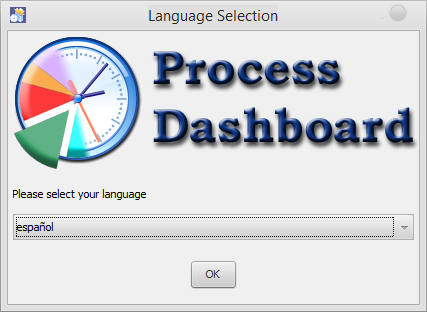 Language Selection
Process
Dashboard
Please select your language
español
OK